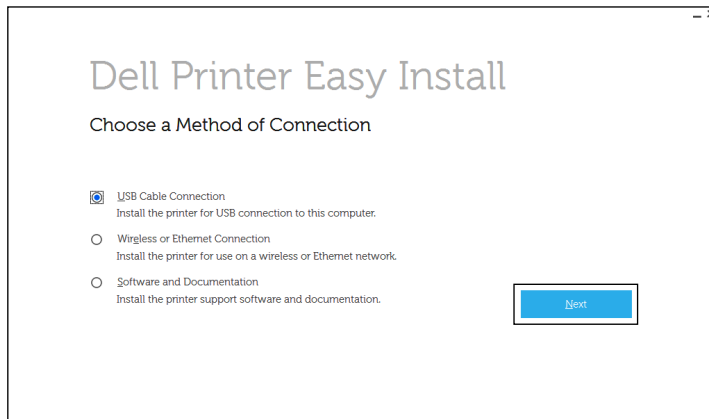 Dell Printer Easy Install
Choose a Method of Connection
USB Cable Connection
Install the printer for USB connection to this computer.
Wireless or Ethernet Connection
Install the printer for use on a wireless or Ethernet network.
Software and Documentation
Install the printer support software and documentation.
Next